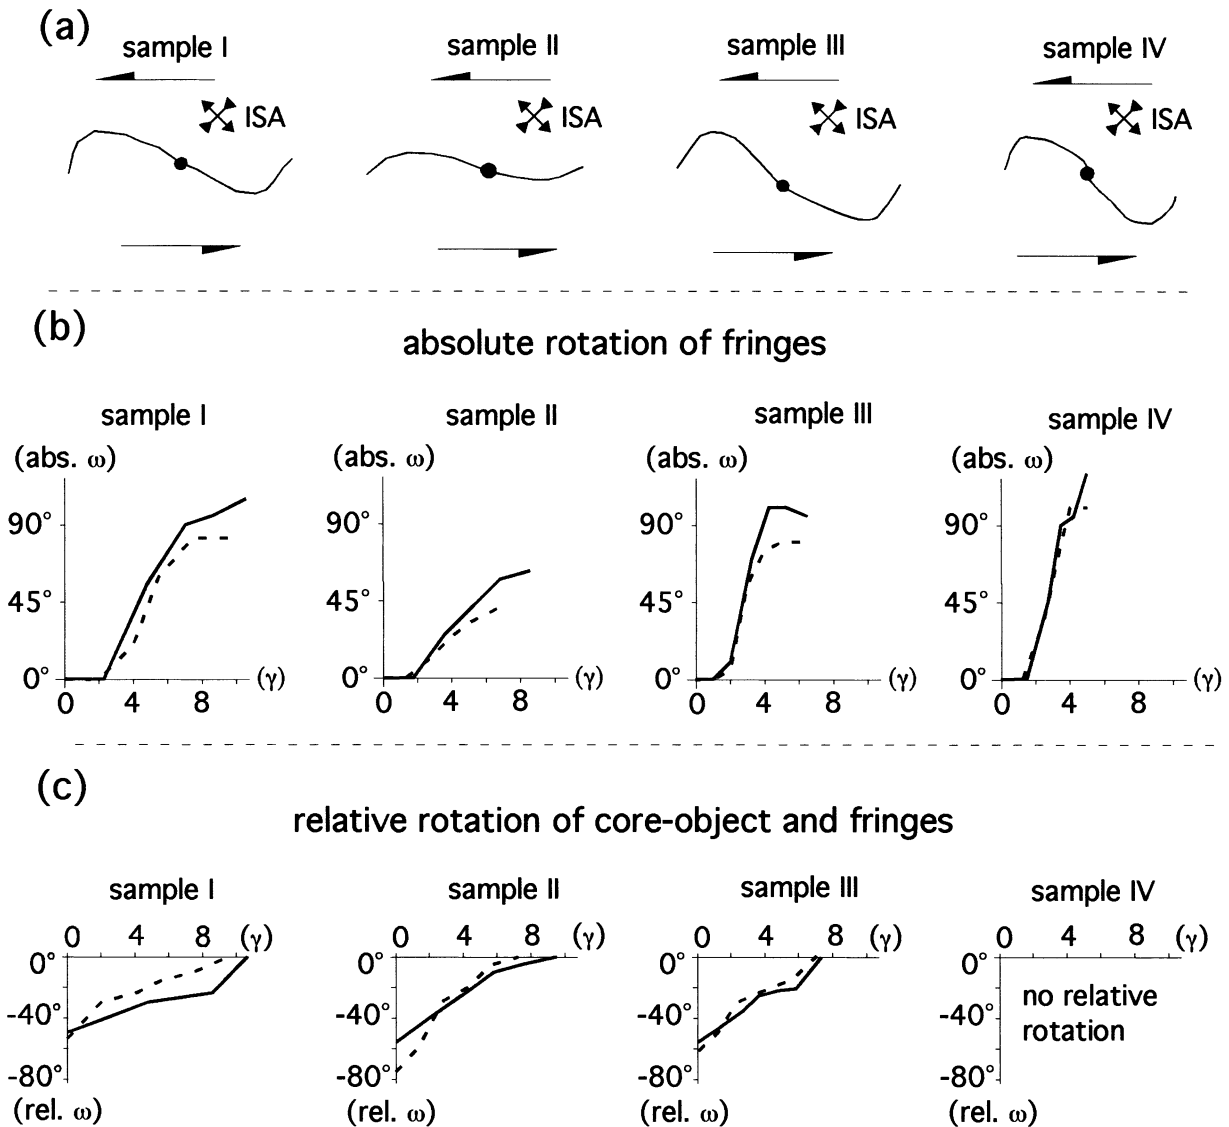 (a)
sample I
sample II
sample III
sample IV
ISA
ISA
ISA
ISA
(b)
absolute rotation of fringes
sample I
sample II
sample III
sample IV
(abs. ω)
(abs. ω)
(abs. ω)
(abs. ω)
90°
90°
90°
90°
45°
45°
45°
45°
0°
(γ)
0°
(γ)
0°
(γ)
0°
(γ)
0 4 8
0 4 8
0 4 8
0 4 8
(c)
relative rotation of core-object and fringes
sample I
sample II
sample III
sample IV
0 4 8 (γ)
0 4 8 (γ)
0 4 8 (γ)
0 4 8 (γ)
0°
0°
0°
0°
no relative
rotation
-40°
-40°
-40°
-40°
-80°
-80°
-80°
-80°
(rel. ω)
(rel. ω)
(rel. ω)
(rel. ω)